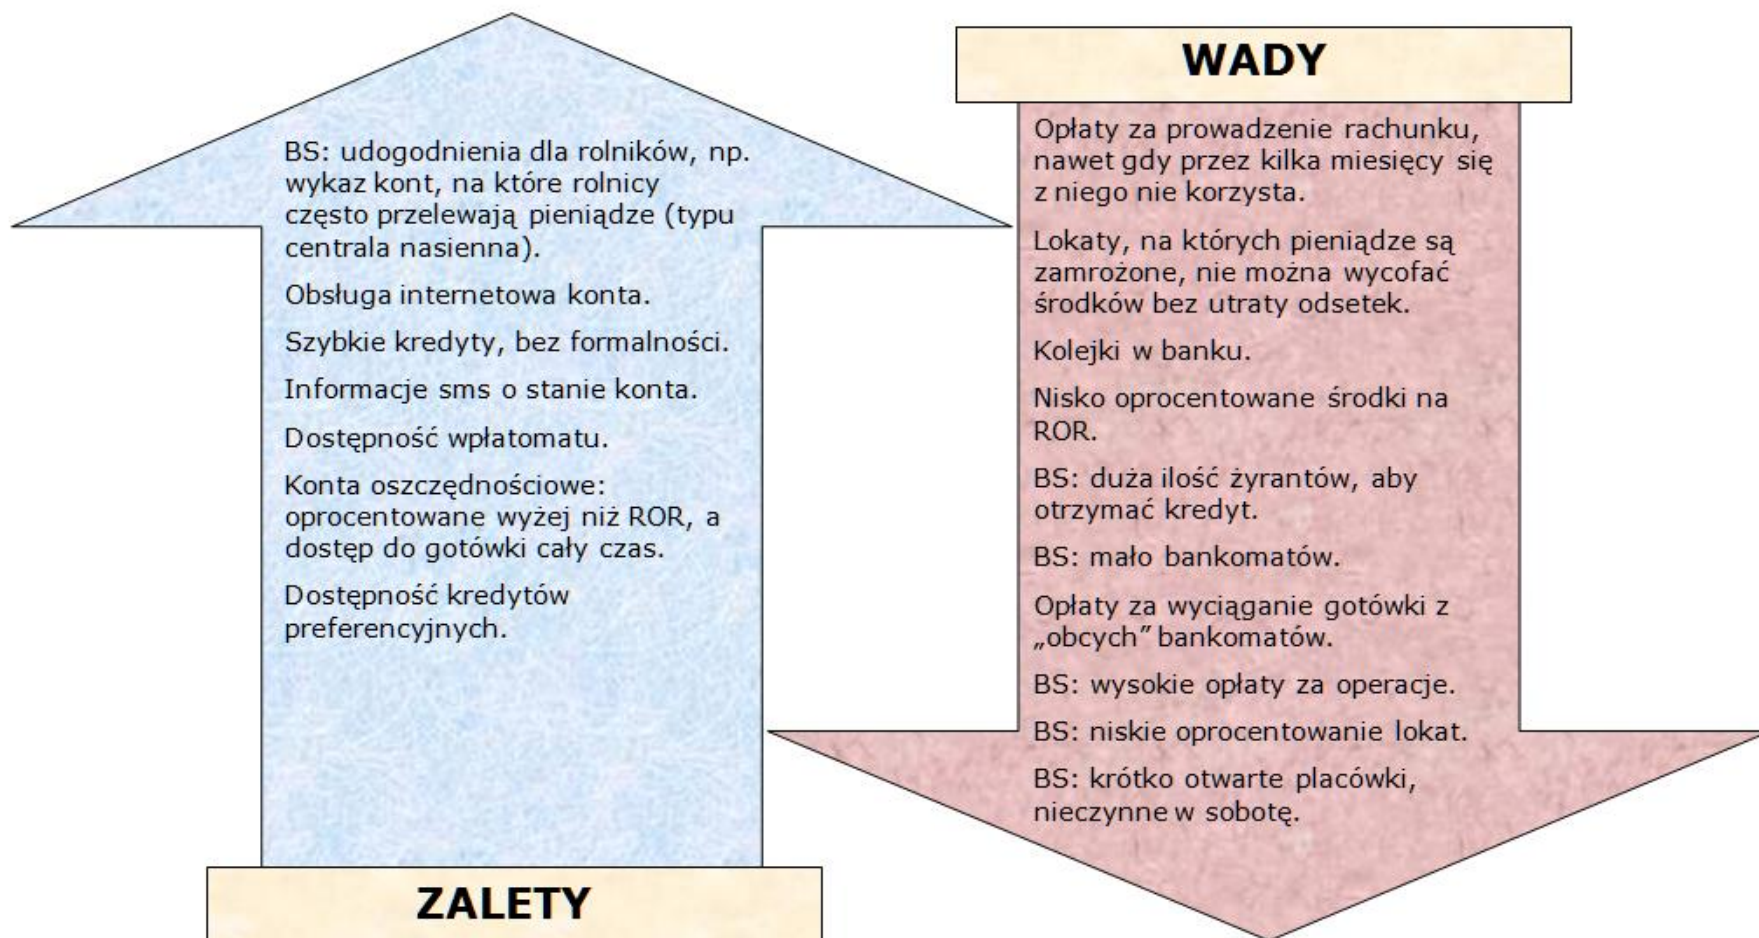 BS: udogodnienia dla rolników, np.
wykaz kont, na które rolnicy
często przelewają pieniądze (typu
centrala nasienna).
Obsługa internetowa konta.
Szybkie kredyty, bez formalności.
Informacje sms o stanie konta.
Dostępność wpłatomatu.
Konta oszczędnościowe:
oprocentowane wyżej niż ROR, a
dostęp do gotówki cały czas.
Dostępność kredytów
preferencyjnych.
ZALETY
WADY
Opłaty za prowadzenie rachunku,
nawet gdy przez kilka miesięcy się
z niego nie korzysta.
Lokaty, na których pieniądze są
zamrożone, nie można wycofać
środków bez utraty odsetek.
Kolejki w banku.
Nisko oprocentowane środki na
ROR.
BS: duża ilość żyrantów, aby
otrzymać kredyt.
BS: mało bankomatów.
Opłaty za wyciąganie gotówki z
„obcych” bankomatów.
BS: wysokie opłaty za operacje.
BS: niskie oprocentowanie lokat.
BS: krótko otwarte placówki,
nieczynne w sobotę.